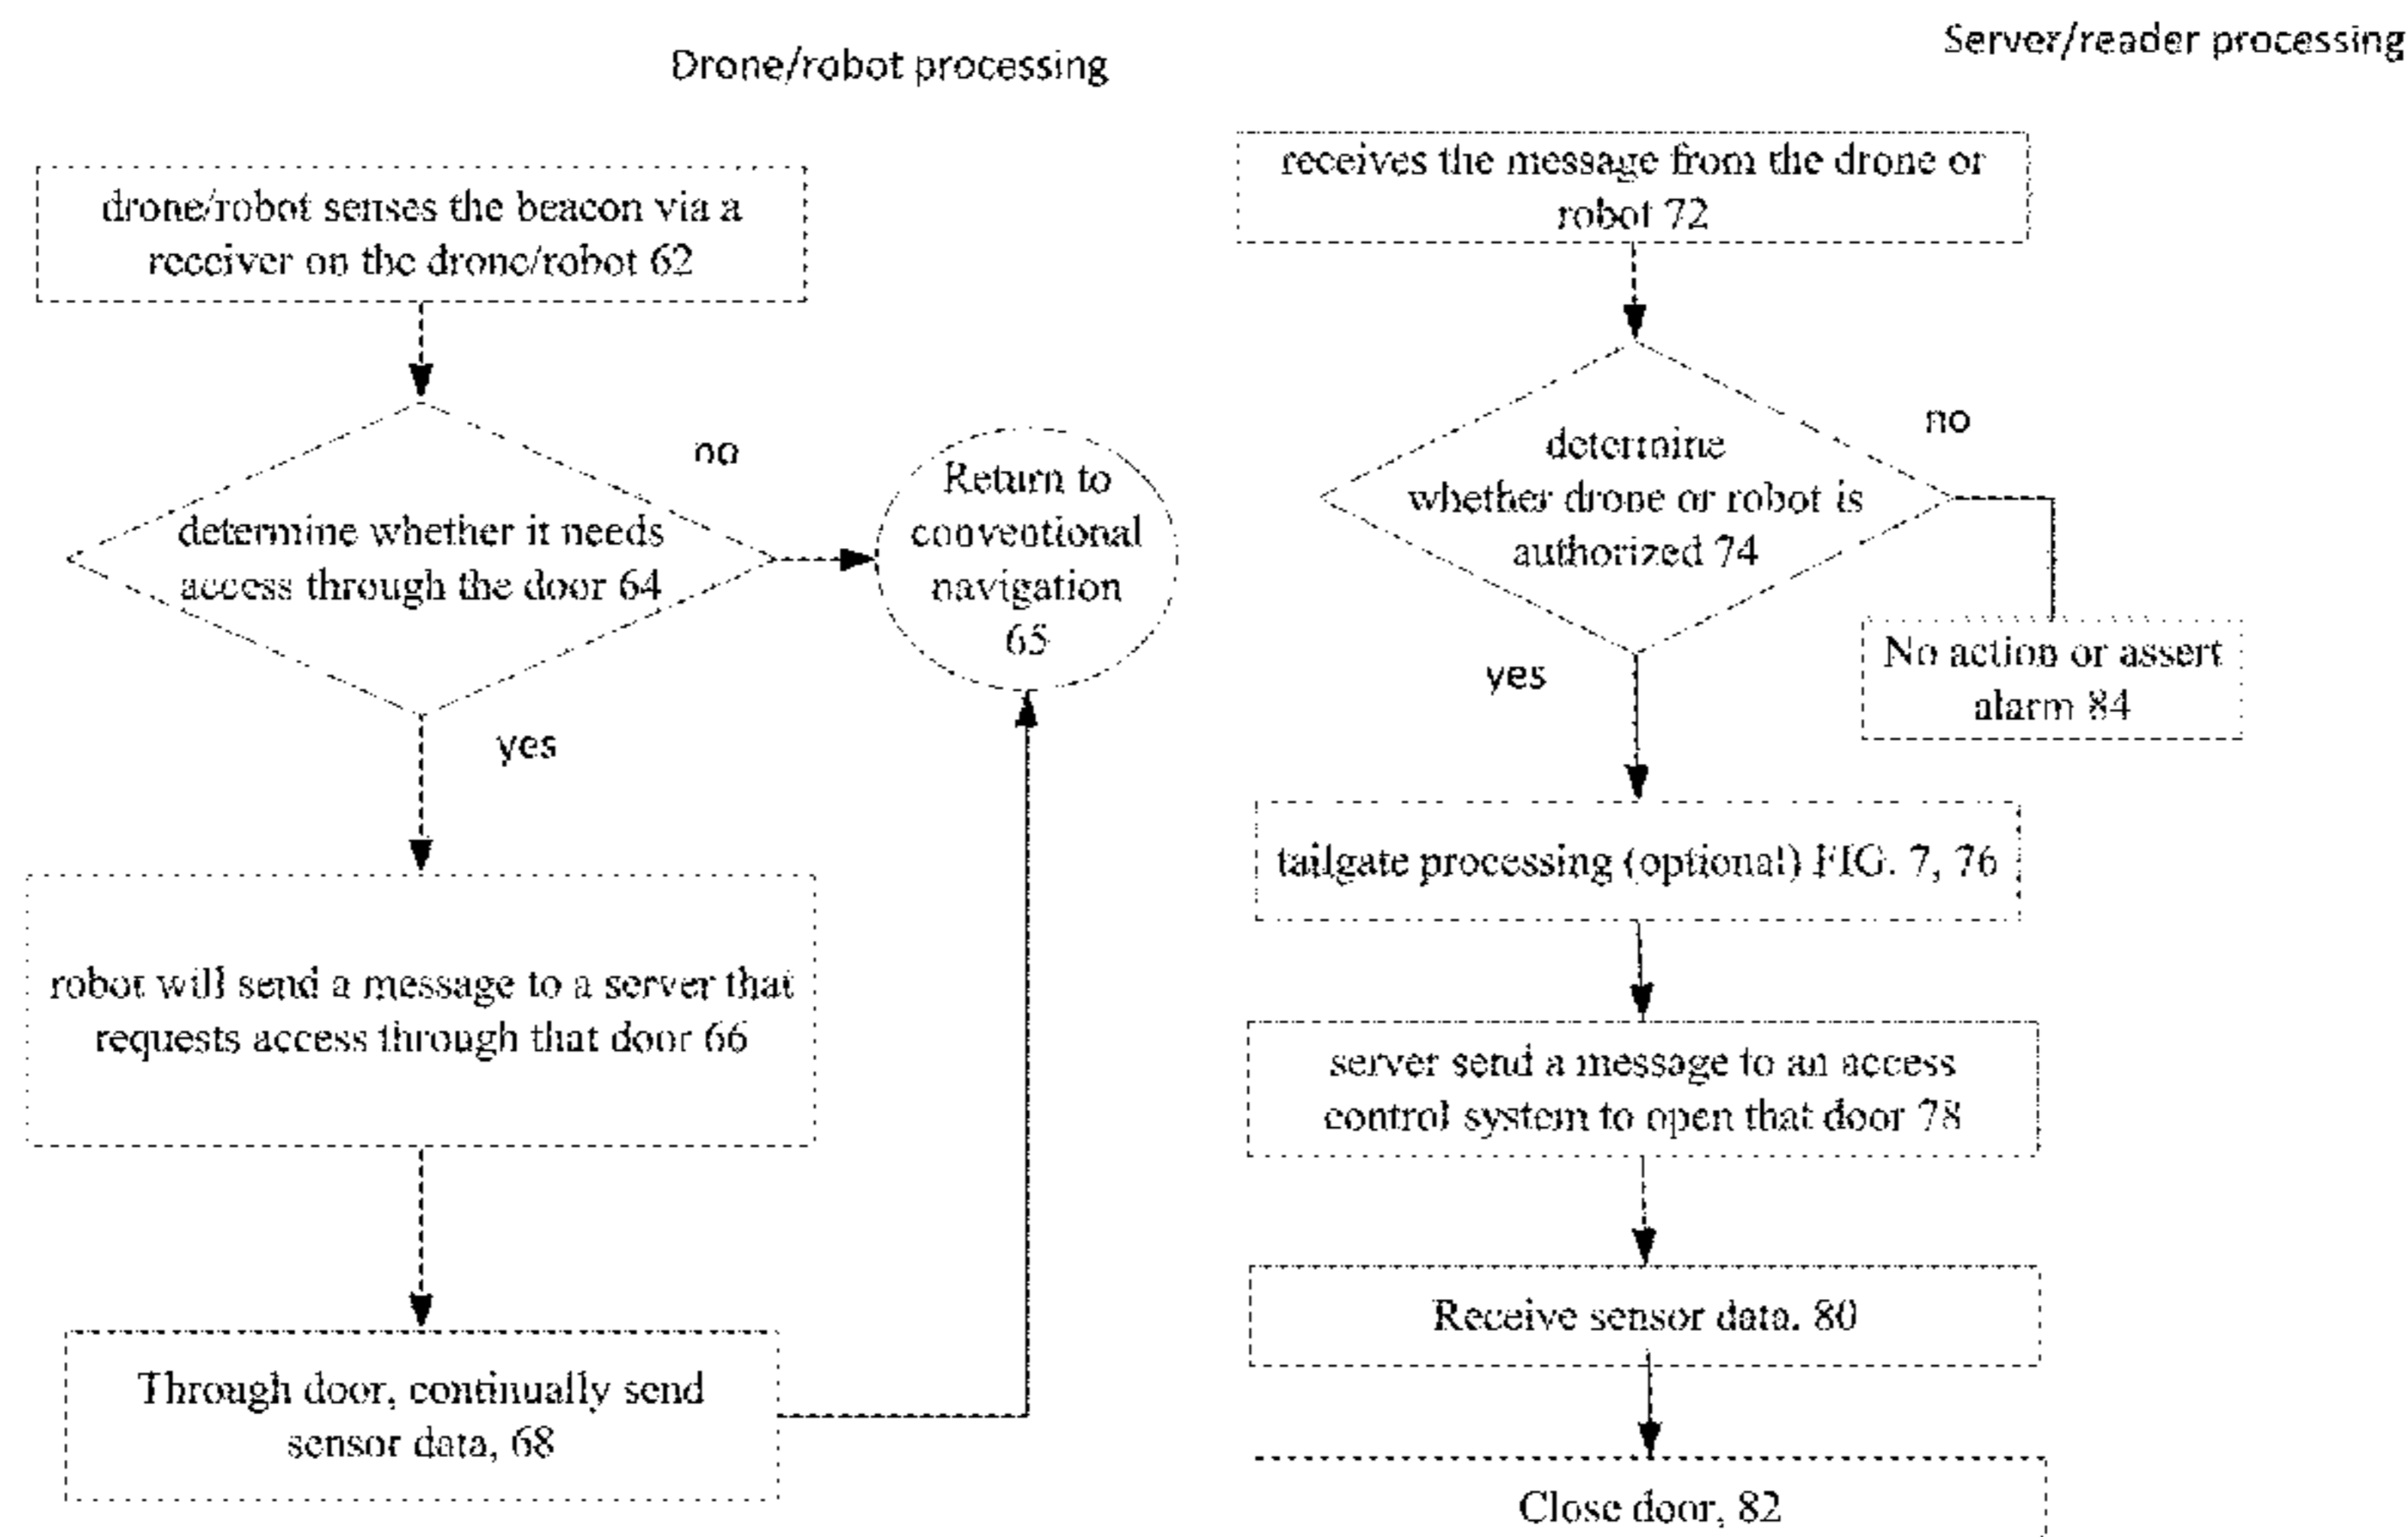 Drone/robot processing
drone/robot senses the beacon via a
receiver on the drone/robot 62
no
determine whether it needs
access through the door 64
Return to
conventional
navigation
65
yes
robot will send a message to a server that
requests access through that door 66
Through door, continually send
sensor data, 68
Server/reader processing
receives the message from the drone or
robot 72
no
determine
whether drone or robot is
authorized 74
No action or assert
alarm 84
yes
tailgate processing (optional) FIG. 7, 76
server send a message to an access
control system to open that door 78
Receive sensor data. 80
Close door, 82